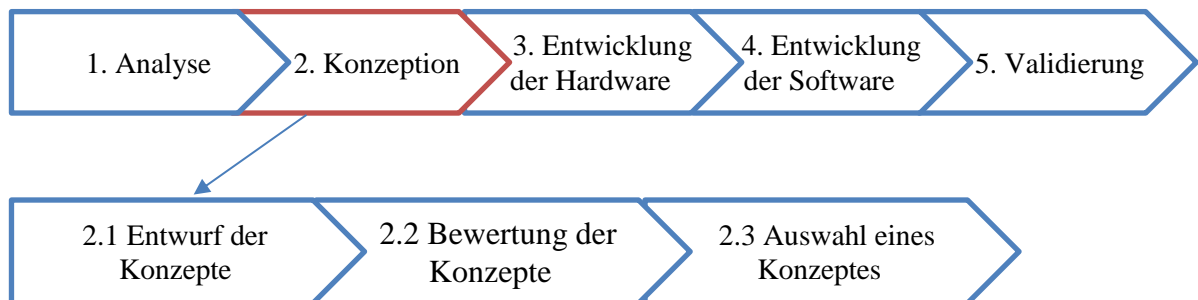 1. Analyse
2. Konzeption
3. Entwicklung
der Hardware
4. Entwicklung
der Software
5. Validierung
2.1 Entwurf der
Konzepte
2.2 Bewertung der
Konzepte
2.3 Auswahl eines
Konzeptes